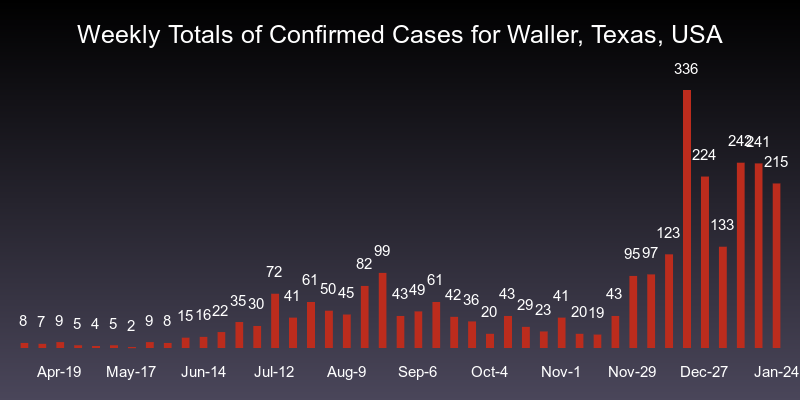 Weekly Totals of Confirmed Cases for Waller, Texas, USA
8 7 9 5 4 5 2 9 8 15 16 22 35 30 72 41 61 50 45 82 99 43 49 61 42 36 20 43 29 23 41 20 19 43 95 97 123 336 224 133 242 241 215
Apr-19 May-17 Jun-14 Jul-12 Aug-9 Sep-6 Oct-4 Nov-1 Nov-29 Dec-27 Jan-24